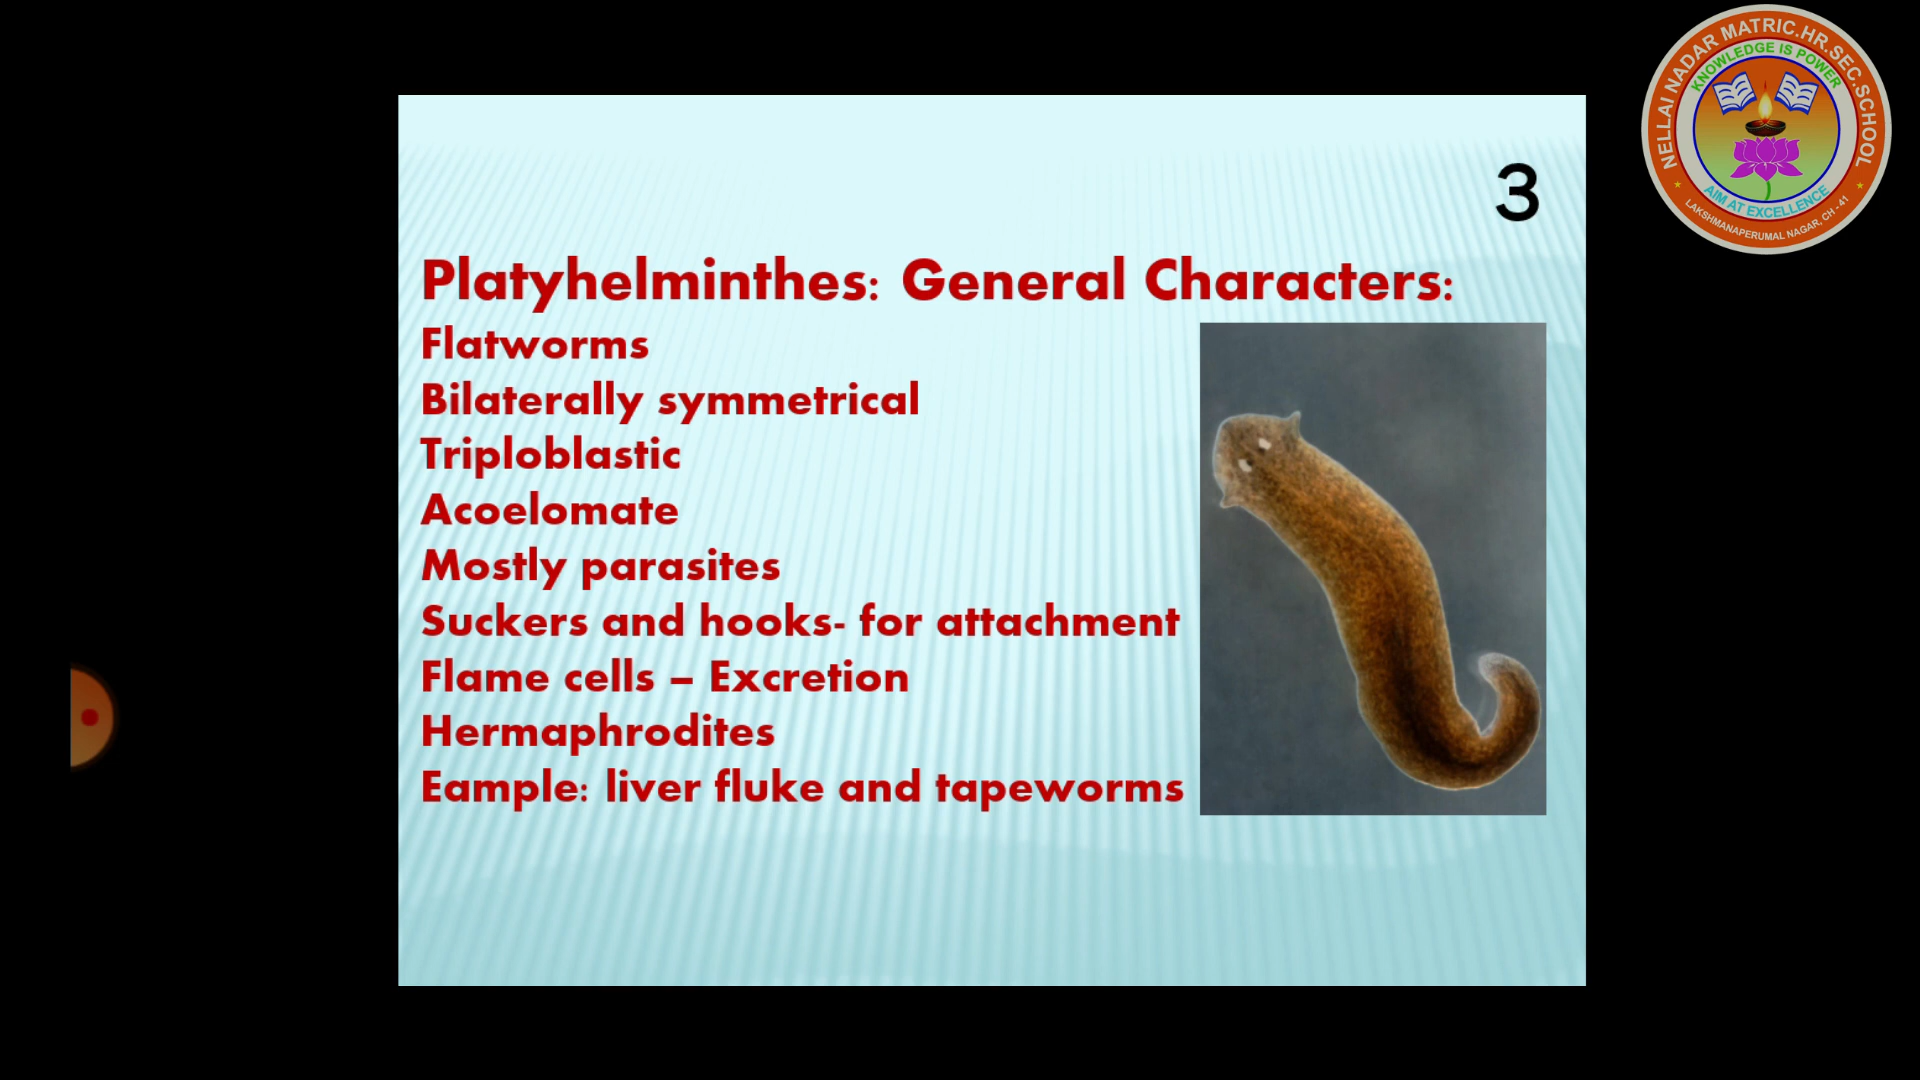 NELLAI NADAR MATRIC.HR.SEC.SCHOOL
KNOWLEDGE IS POWER
AIM AT EXCELLENCE
LAKSHMANAPERUMAL NAGAR, CH - 41
3
Platyhelminthes: General Characters:
Flatworms
Bilaterally symmetrical
Triploblastic
Acoelomate
Mostly parasites
Suckers and hooks- for attachment
Flame cells – Excretion
Hermaphrodites
Eample: liver fluke and tapeworms